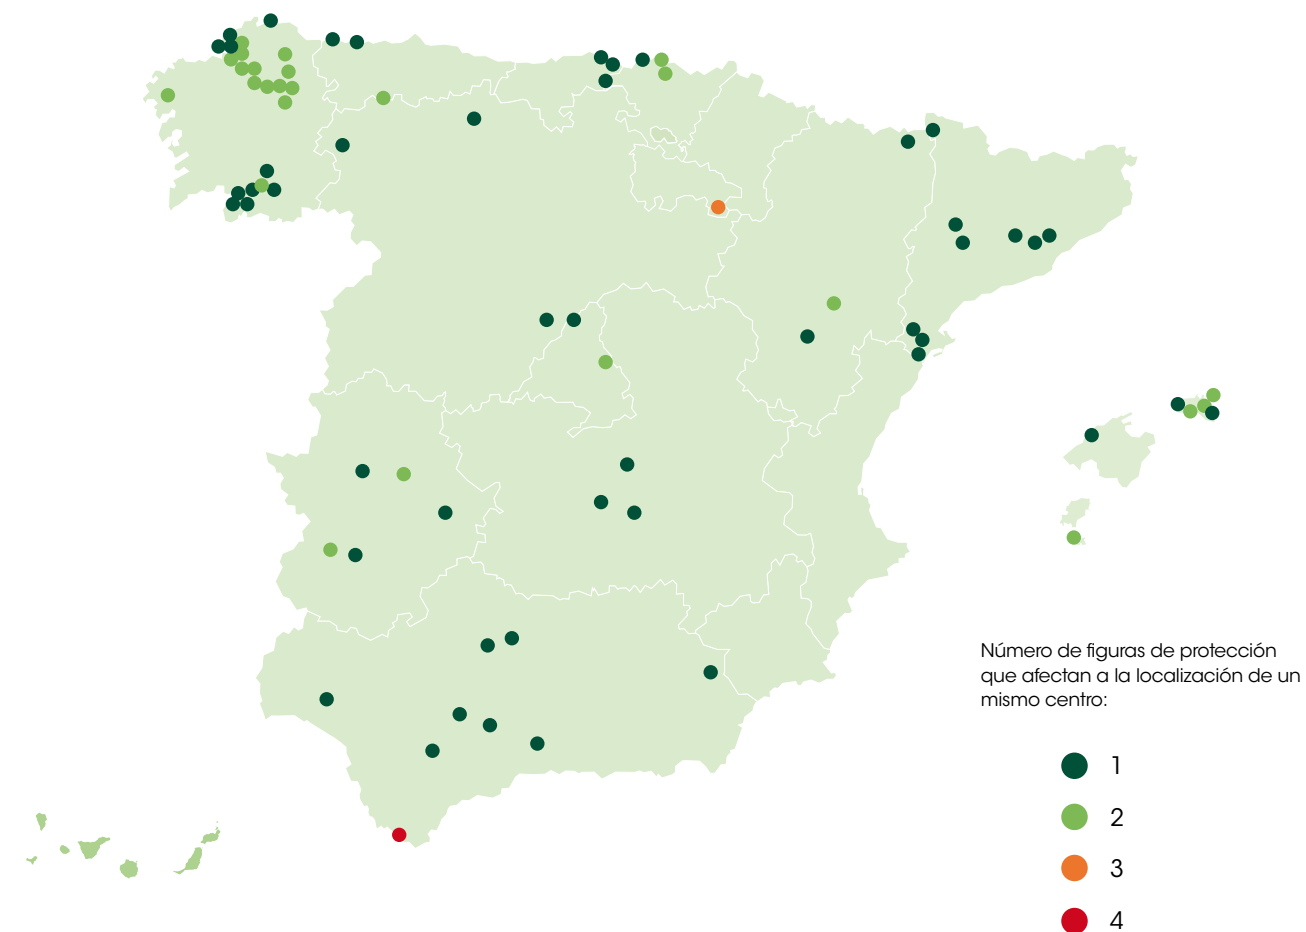 Número de figuras de protección
que afectan a la localización de un
mismo centro:
1
2
3
4